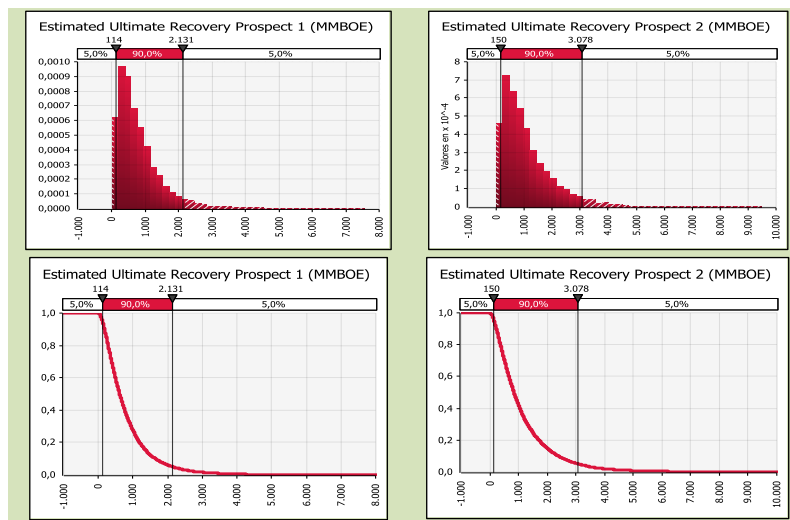 Estimated Ultimate Recovery Prospect 1 (MMBOE)
114 2.131
5,0% 90,0% 5,0%
0,0010
0,0009
0,0008
0,0007
0,0006
0,0005
0,0004
0,0003
0,0002
0,0001
0,0000
-1.000 0 1.000 2.000 3.000 4.000 5.000 6.000 7.000 8.000
Estimated Ultimate Recovery Prospect 2 (MMBOE)
150 3.078
5,0% 90,0% 5,0%
Valores en x 10^-4
8
7
6
5
4
3
2
1
0
-1.000 0 1.000 2.000 3.000 4.000 5.000 6.000 7.000 8.000 9.000 10.000
Estimated Ultimate Recovery Prospect 1 (MMBOE)
114 2.131
5,0% 90,0% 5,0%
1,0
0,8
0,6
0,4
0,2
0,0
-1.000 0 1.000 2.000 3.000 4.000 5.000 6.000 7.000 8.000
Estimated Ultimate Recovery Prospect 2 (MMBOE)
150 3.078
5,0% 90,0% 5,0%
1,0
0,8
0,6
0,4
0,2
0,0
-1.000 0 1.000 2.000 3.000 4.000 5.000 6.000 7.000 8.000 9.000 10.000